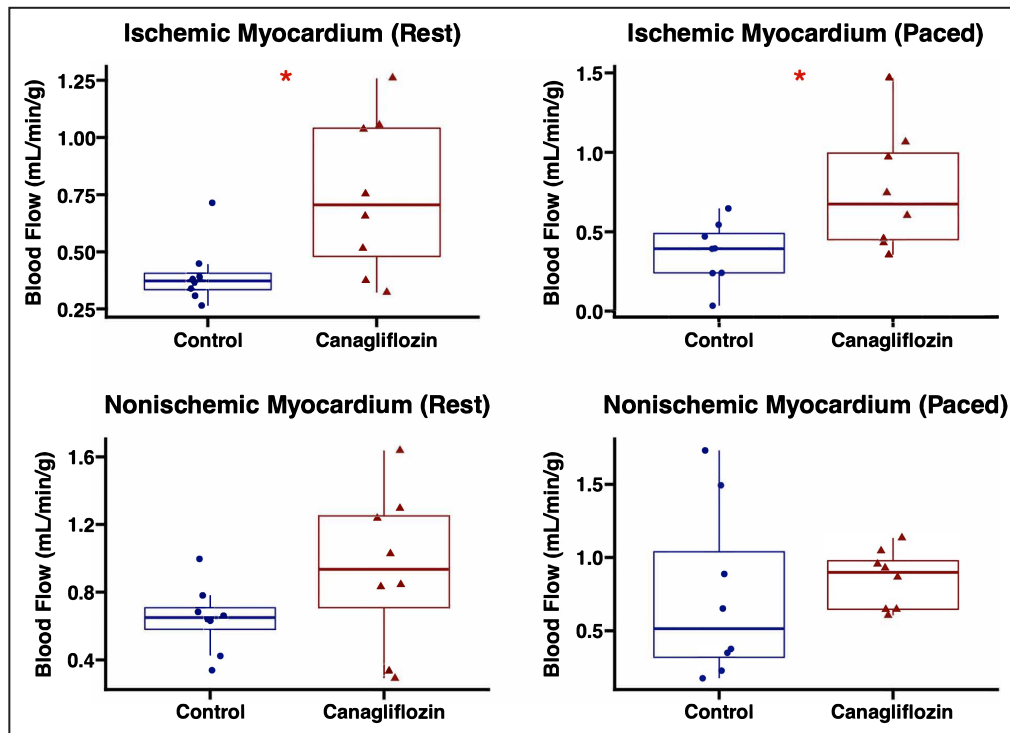 Ischemic Myocardium (Rest)
*
Blood Flow (mL/min/g)
1.25
1.00
0.75
0.50
0.25
Control
Canagliflozin
Ischemic Myocardium (Paced)
*
Blood Flow (mL/min/g)
1.5
1.0
0.5
0.0
Control
Canagliflozin
Nonischemic Myocardium (Rest)
Blood Flow (mL/min/g)
1.6
1.2
0.8
0.4
Control
Canagliflozin
Nonischemic Myocardium (Paced)
Blood Flow (mL/min/g)
1.5
1.0
0.5
Control
Canagliflozin